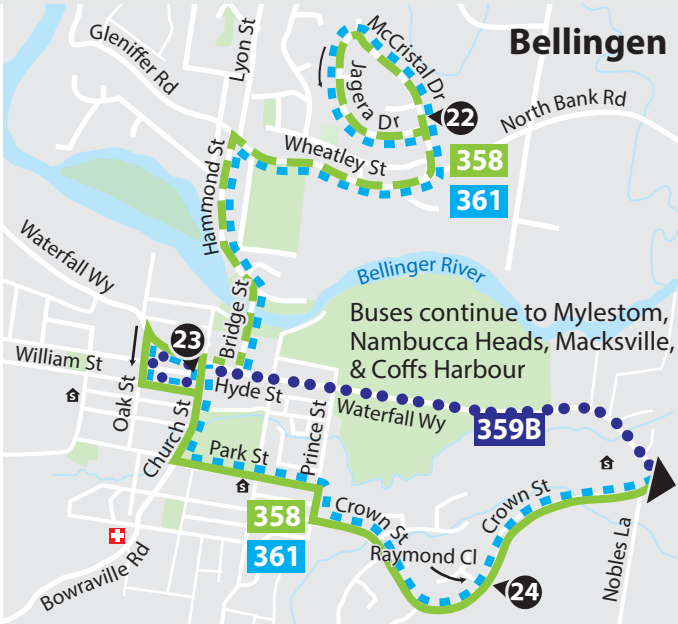 Bellingen
Gleniffer Rd
Lyon St
McCristal Dr
Jagera Dr
22
North Bank Rd
Wheatley St
358
361
Hammond St
Waterfall Wy
Bellinger River
Bridge St
Buses continue to Mylestom,
Nambucca Heads, Macksville,
& Coffs Harbour
23
William St
Hyde St
Oak St
Waterfall Wy
359B
S
Church St
Prince St
Park St
S
S
Crown St
Crown St
358
361
Raymond Cl
24
Nobles La
Bowraville Rd